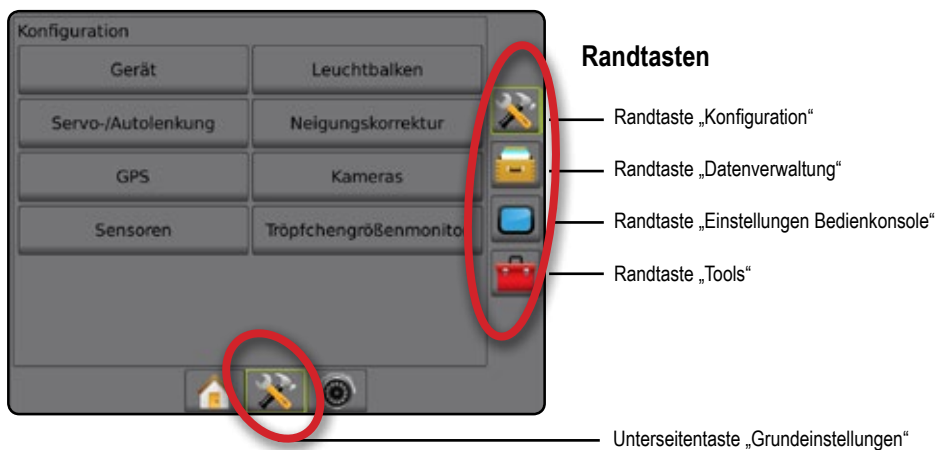 Konfiguration
Gerät
Leuchtbalken
Servo-/Autolenkung
Neigungskorrektur
GPS
Kameras
Sensoren
Tröpfchengrößenmonitor
Randtasten
Randtaste „Konfiguration“
Randtaste „Datenverwaltung“
Randtaste „Einstellungen Bedienkonsole“
Randtaste „Tools“
Unterseitentaste „Grundeinstellungen“